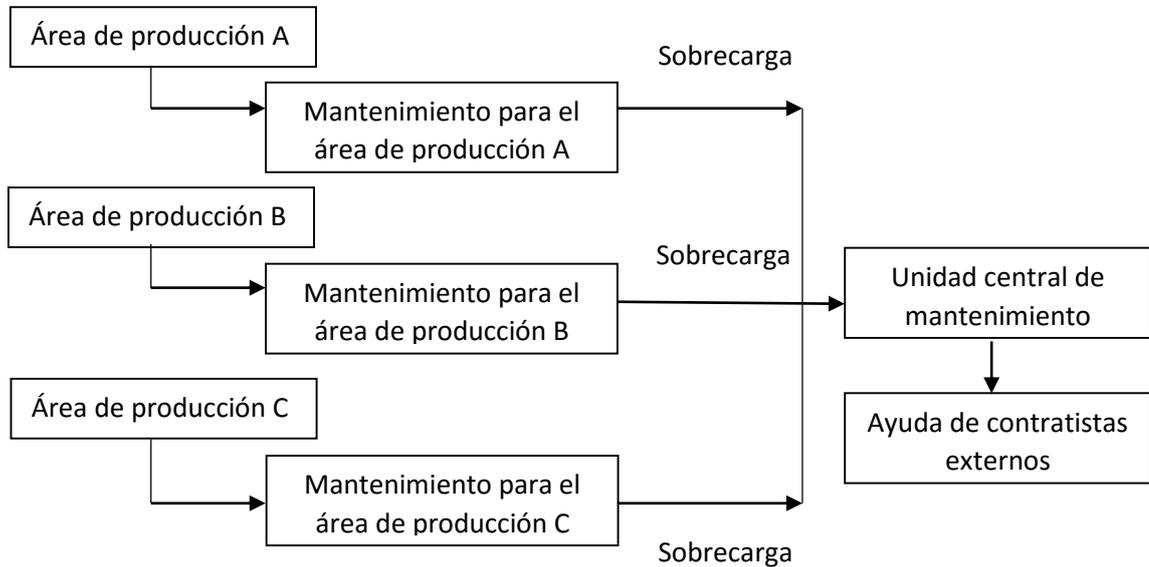 Área de producción A
Sobrecarga
Mantenimiento para el
área de producción A
Área de producción B
Sobrecarga
Mantenimiento para el
área de producción B
Unidad central de
mantenimiento
Área de producción C
Ayuda de contratistas
externos
Mantenimiento para el
área de producción C
Sobrecarga